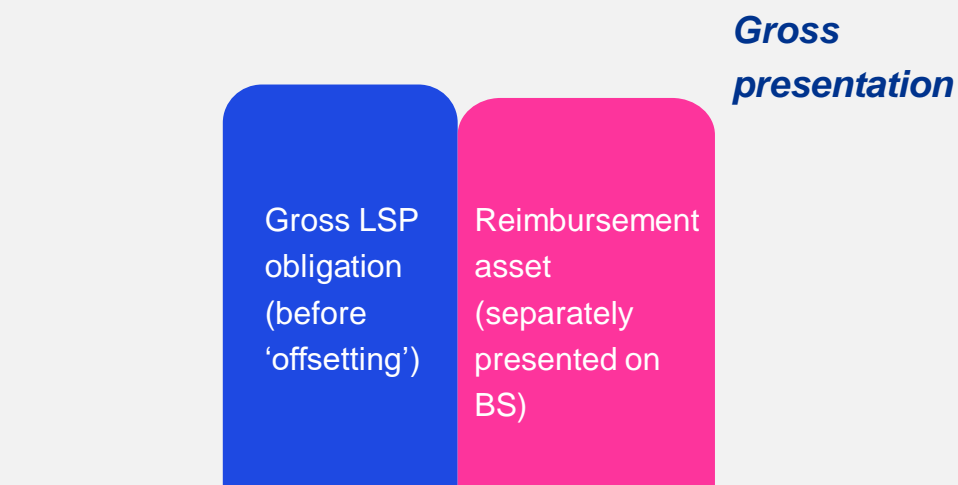 Gross
presentation
Gross LSP
obligation
(before
‘offsetting’)
Reimbursement
asset
(separately
presented on
BS)